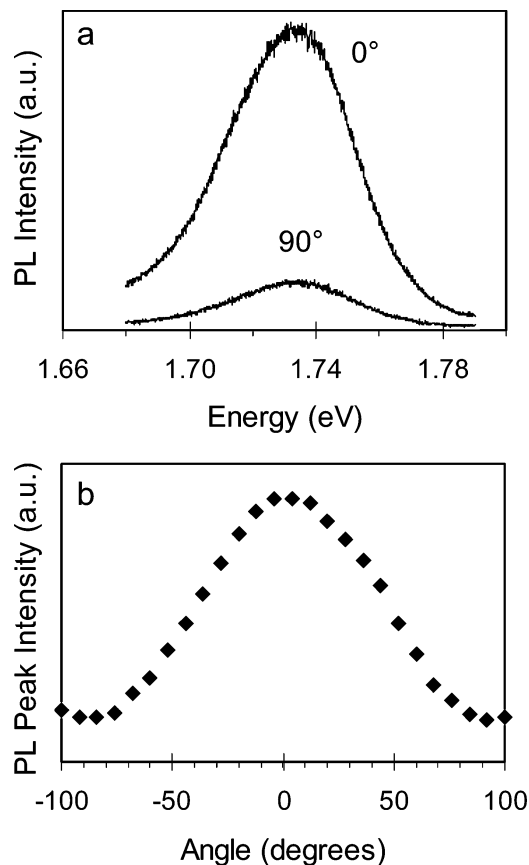 a
0°
90°
PL Intensity (a.u.)
1.66 1.70 1.74 1.78
Energy (eV)
b
PL Peak Intensity (a.u.)
-100 -50 0 50 100
Angle (degrees)